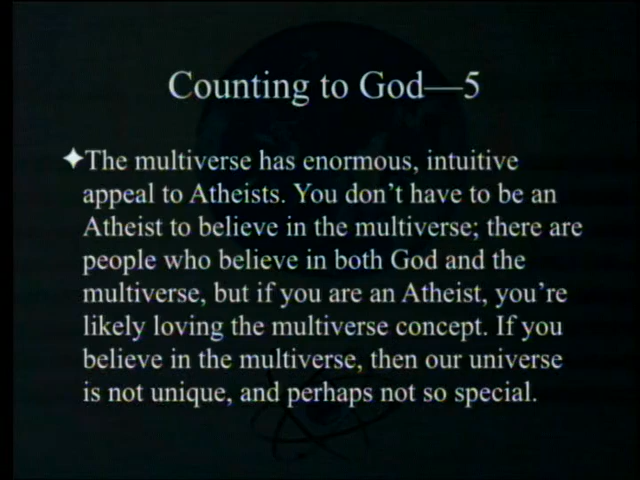 Counting to God—5
✦The multiverse has enormous, intuitive
appeal to Atheists. You don't have to be an
Atheist to believe in the multiverse; there are
people who believe in both God and the
multiverse, but if you are an Atheist, you're
likely loving the multiverse concept. If you
believe in the multiverse, then our universe
is not unique, and perhaps not so special.